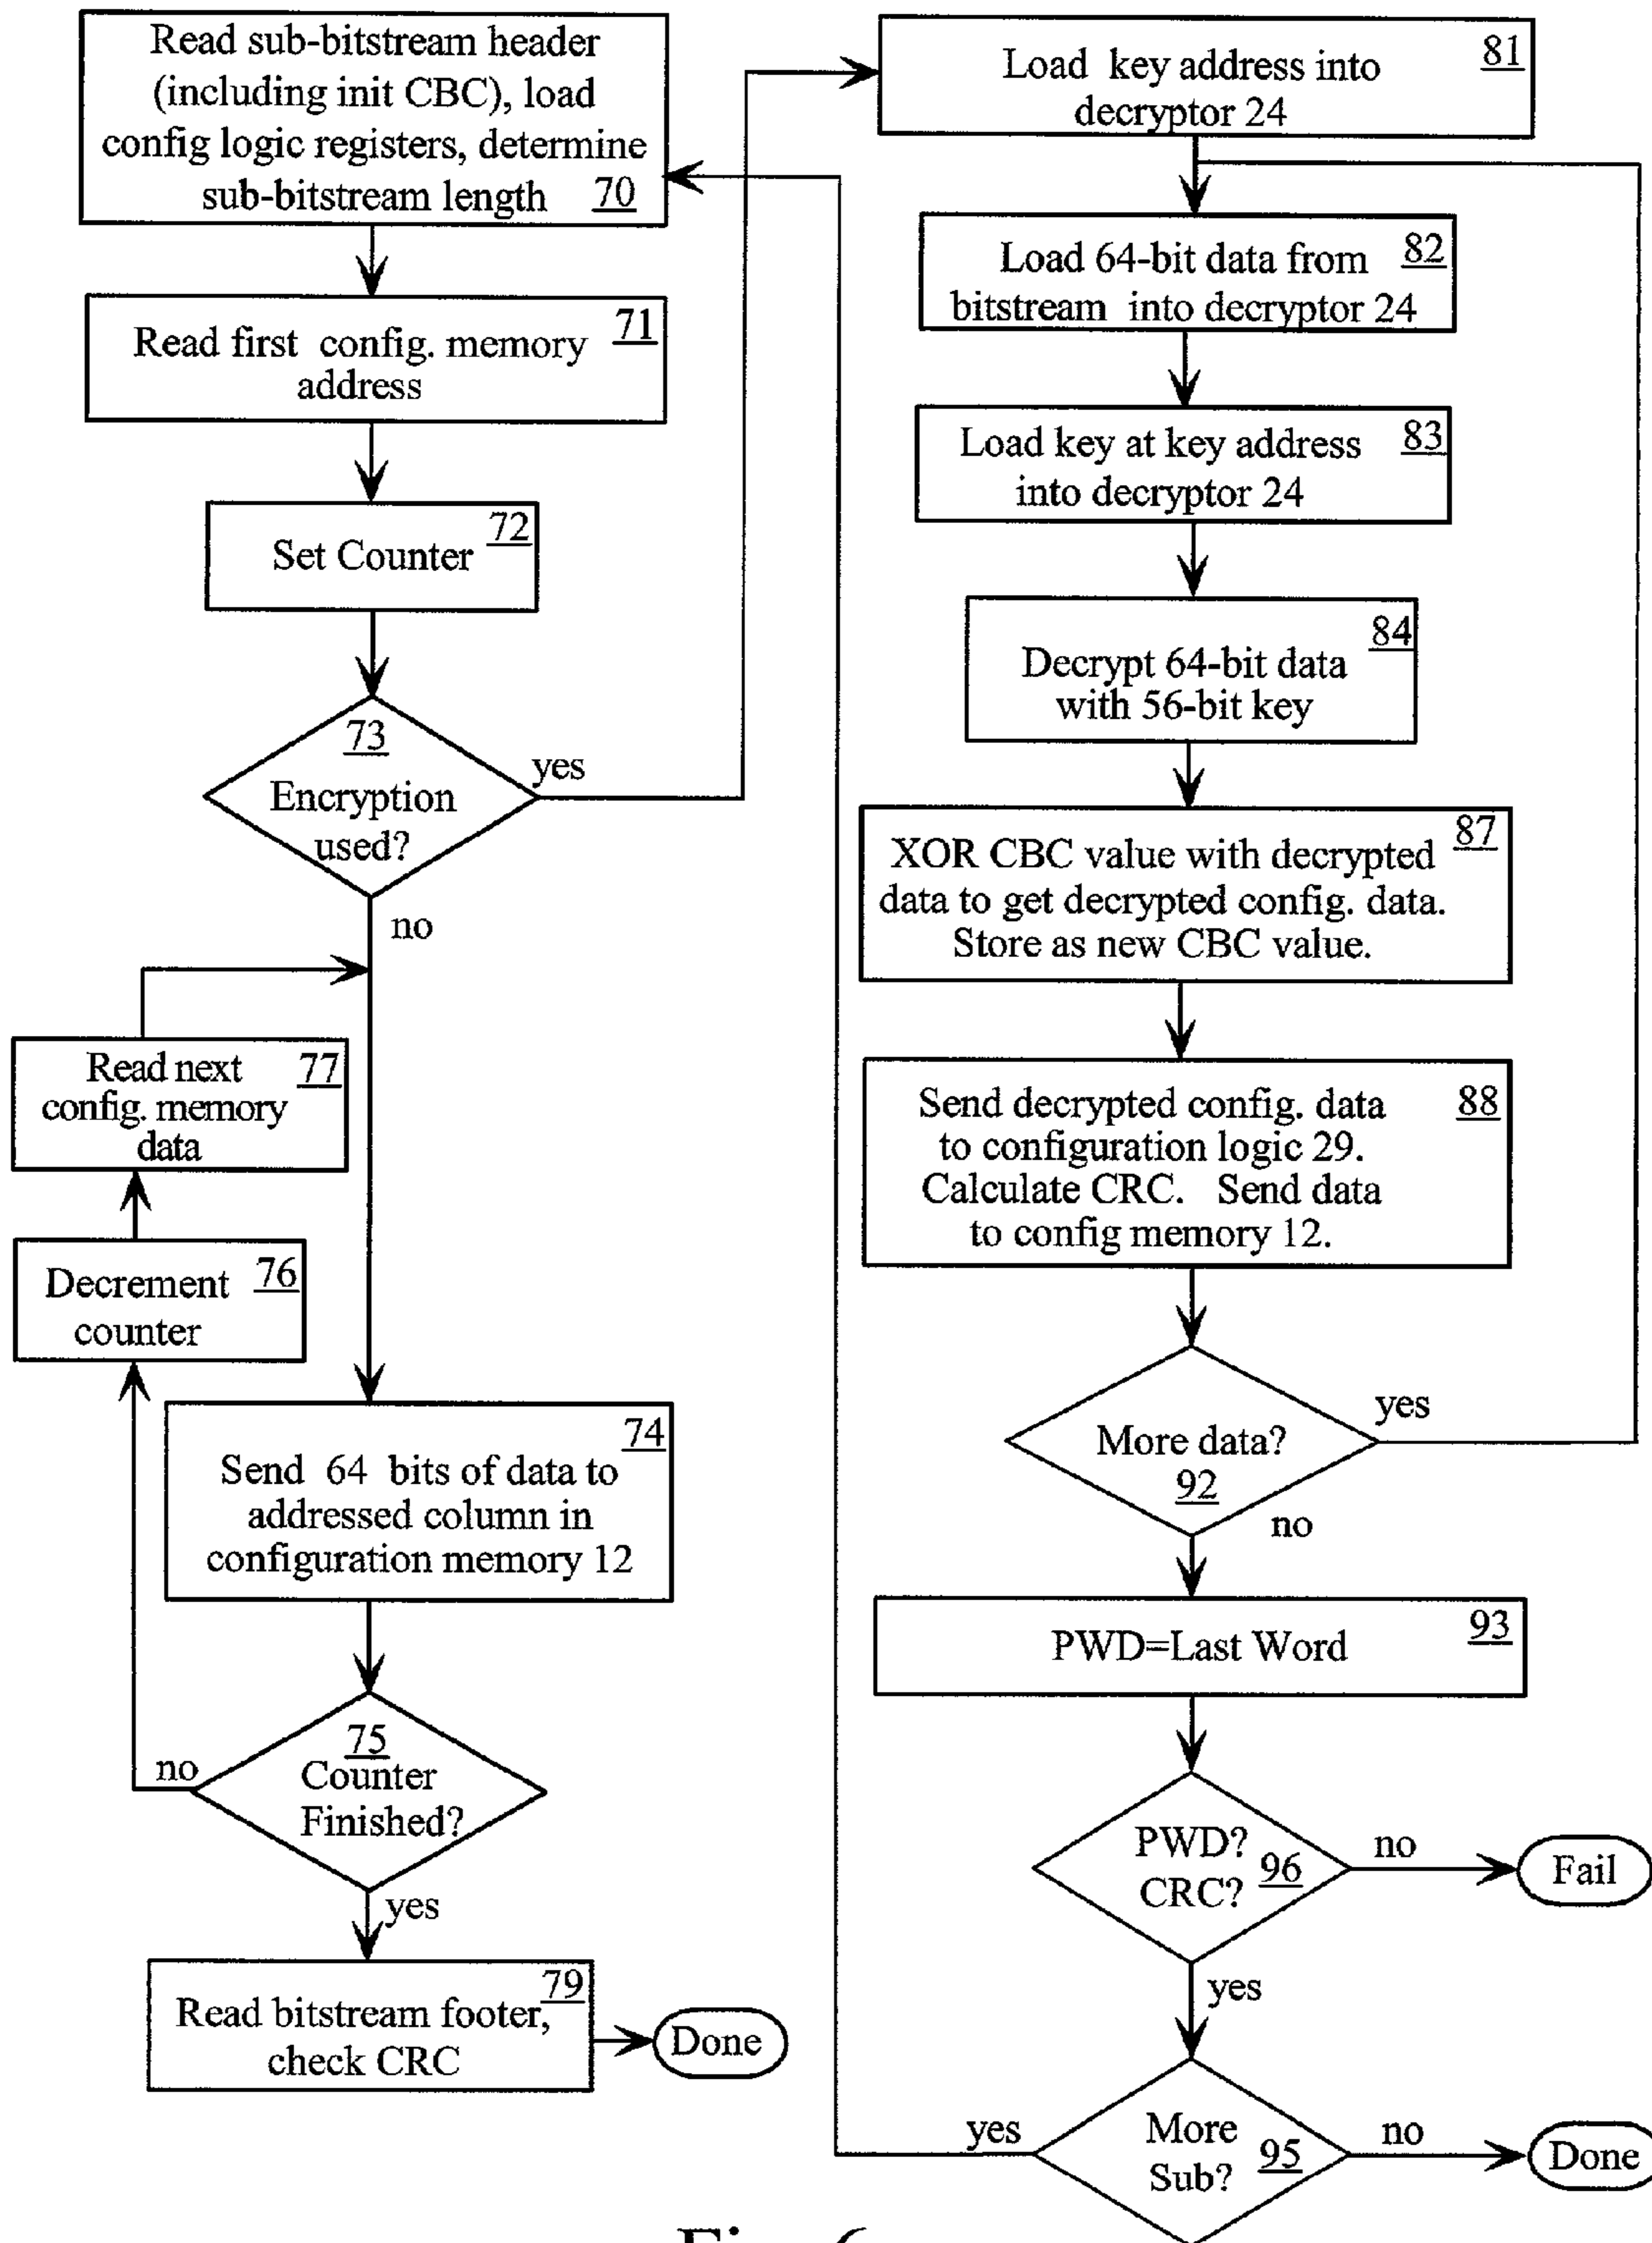 Read sub-bitstream header
(including init CBC), load
config logic registers, determine
sub-bitstream length 70
Read first config. memory 71
address
Set Counter 72
73
Encryption
used?
yes
no
Read next 77
config. memory
data
Decrement 76
counter
74
Send 64 bits of data to
addressed column in
configuration memory 12
75
Counter
Finished?
no
yes
79
Read bitstream footer,
check CRC
Done
Load key address into 81
decryptor 24
Load 64-bit data from 82
bitstream into decryptor 24
Load key at key address 83
into decryptor 24
84
Decrypt 64-bit data
with 56-bit key
87
XOR CBC value with decrypted
data to get decrypted config. data.
Store as new CBC value.
Send decrypted config. data 88
to configuration logic 29.
Calculate CRC. Send data
to config memory 12.
More data?
92
yes
no
PWD=Last Word 93
PWD?
CRC? 96
no
Fail
yes
More
Sub? 95
yes
no
Done